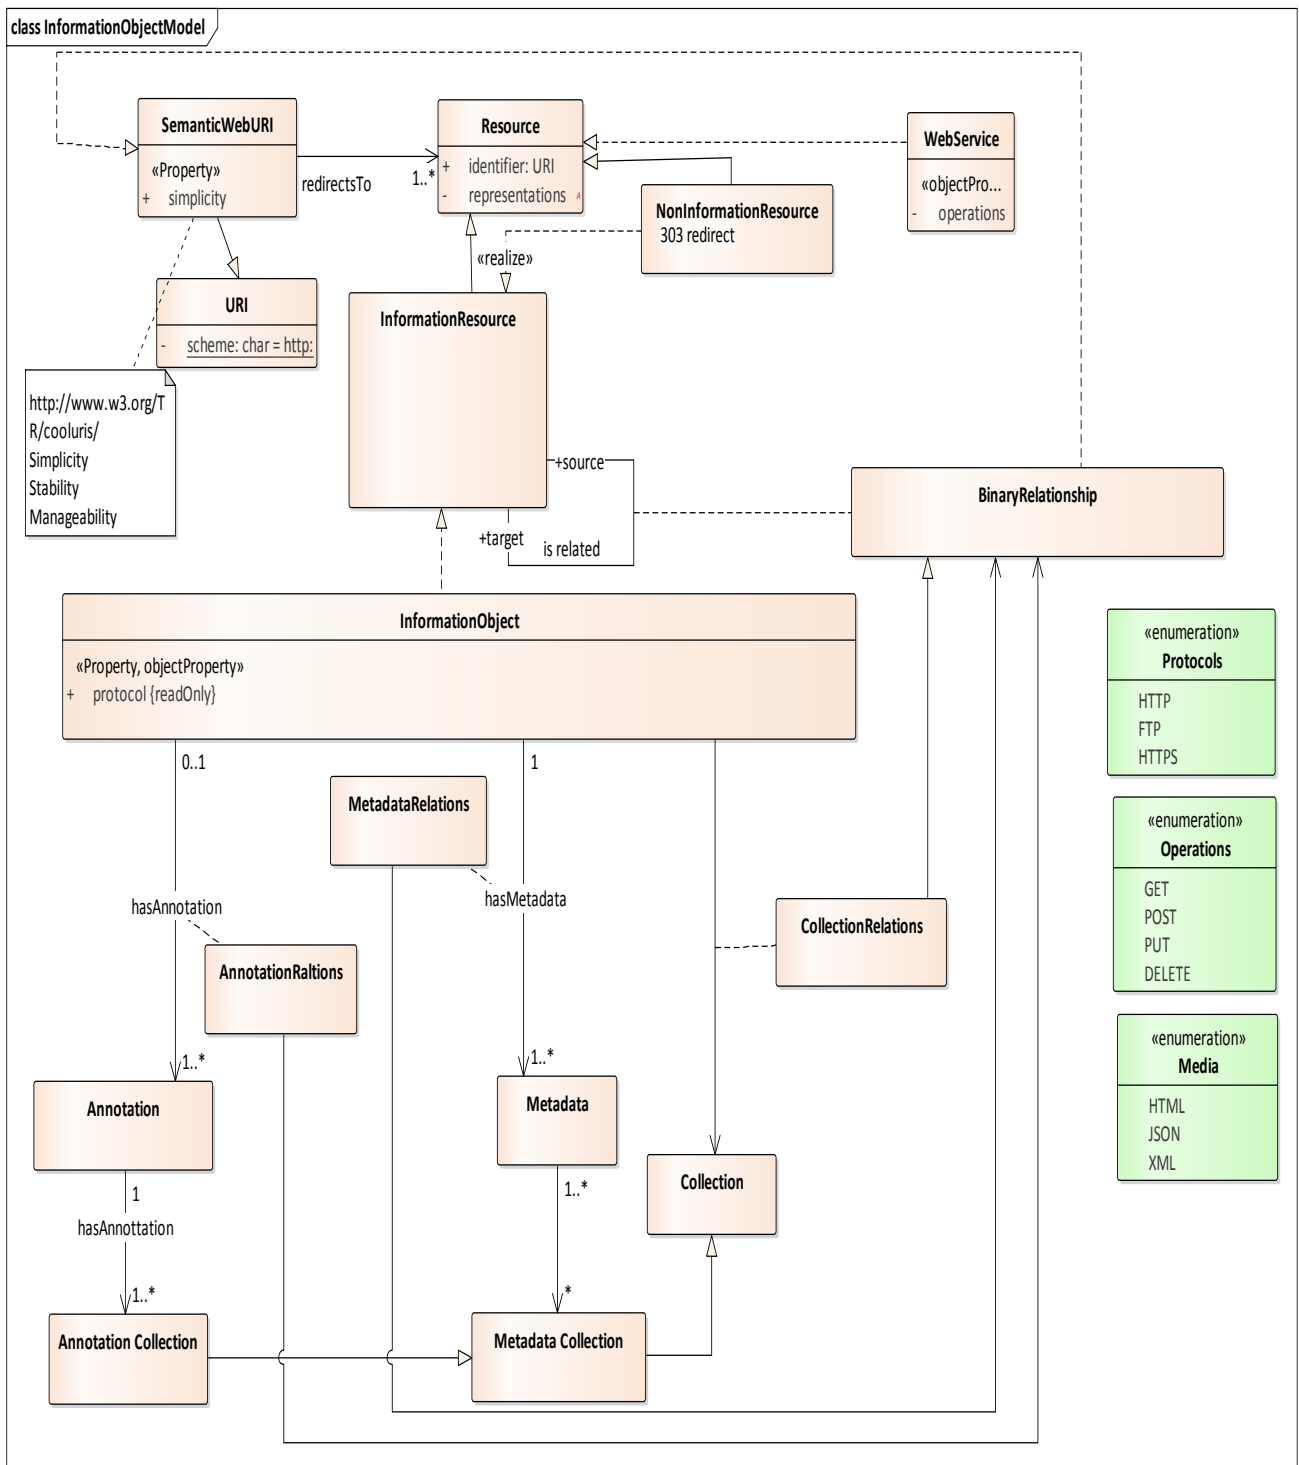 class InformationObjectModel
SemanticWebURI
«Property»
+ simplicity
redirectsTo
1..*
Resource
+ identifier: URI
- representations
WebService
«objectPro...
- operations
NonInformationResource
303 redirect
«realize»
URI
- scheme: char = http:
InformationResource
http://www.w3.org/T
R/cooluris/
Simplicity
Stability
Manageability
+source
+target
is related
BinaryRelationship
InformationObject
«Property, objectProperty»
+ protocol {readOnly}
«enumeration»
Protocols
HTTP
FTP
HTTPS
0..1
1
MetadataRelations
hasAnnotation
hasMetadata
«enumeration»
Operations
GET
POST
PUT
DELETE
CollectionRelations
AnnotationRaltions
1..*
1..*
«enumeration»
Media
HTML
JSON
XML
Annotation
Metadata
Collection
1
hasAnnottation
1..*
1..*
*
Annotation Collection
Metadata Collection